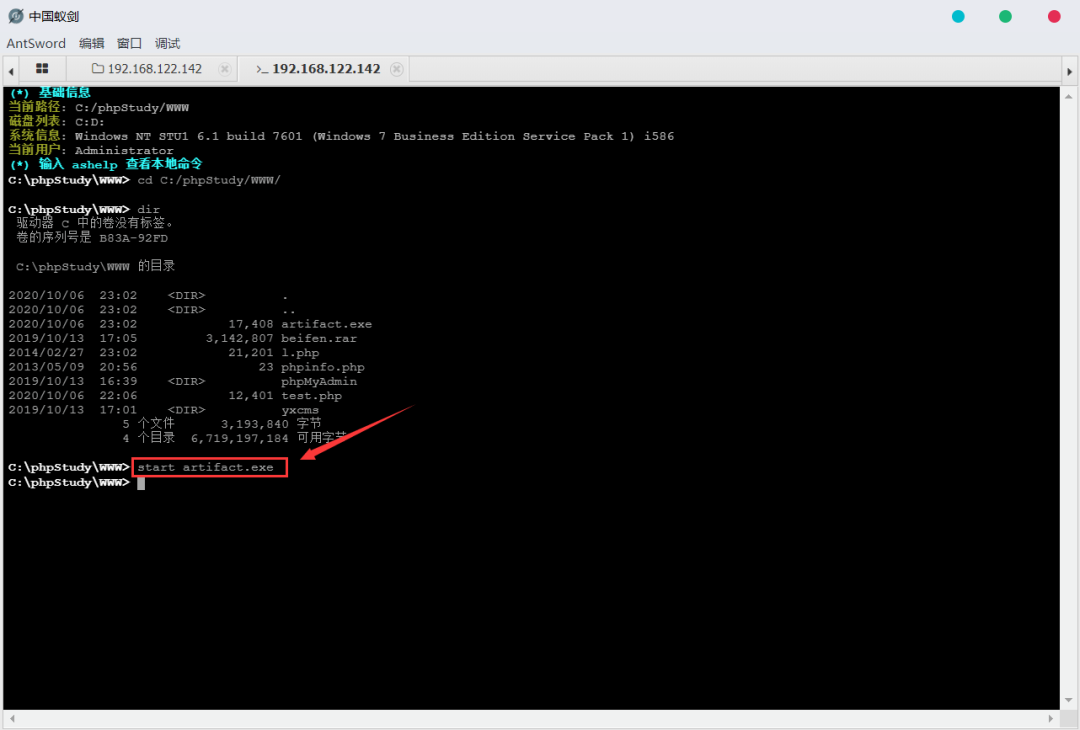 中国蚁剑
AntSword 编辑 窗口 调试
192.168.122.142 >_ 192.168.122.142
(*) 基础信息
当前路径: C:/phpStudy/WWW
磁盘列表: C:D:
系统信息: Windows NT STU1 6.1 build 7601 (Windows 7 Business Edition Service Pack 1) i586
当前用户: Administrator
(*) 输入 ashelp 查看本地命令
C:\phpStudy\WWW> cd C:/phpStudy/WWW/
C:\phpStudy\WWW> dir
驱动器 C 中的卷没有标签。
卷的序列号是 B83A-92FD
C:\phpStudy\WWW 的目录
2020/10/06 23:02 <DIR> .
2020/10/06 23:02 <DIR> ..
2020/10/06 23:02 17,408 artifact.exe
2019/10/13 17:05 3,142,807 beifen.rar
2014/02/27 23:02 21,201 l.php
2013/05/09 20:56 23 phpinfo.php
2019/10/13 16:39 <DIR> phpMyAdmin
2020/10/06 22:06 12,401 test.php
2019/10/13 17:01 <DIR> yxcms
5 个文件 3,193,840 字节
4 个目录 6,719,197,184 可用字节
C:\phpStudy\WWW> start artifact.exe
C:\phpStudy\WWW>